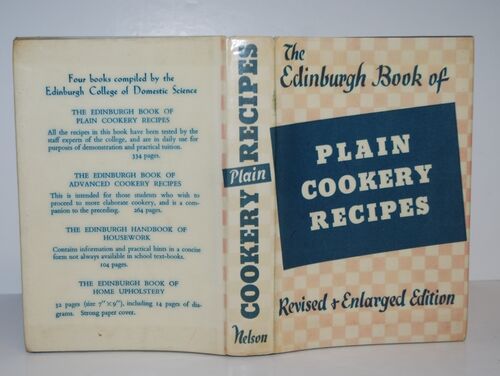 Four books compiled by the
Edinburgh College of Domestic Science
THE EDINBURGH BOOK OF
PLAIN COOKERY RECIPES
All the recipes in this book have been tested by the
staff experts of the college, and are in daily use for
purposes of demonstration and practical tuition.
334 pages.
THE EDINBURGH BOOK OF
ADVANCED COOKERY RECIPES
This is intended for those students who wish to
proceed to more elaborate cookery, and is a com-
panion to the preceding. 264 pages.
THE EDINBURGH HANDBOOK OF
HOUSEWORK
Contains information and practical hints in a concise
form not always available in school text-books.
104 pages.
THE EDINBURGH BOOK OF
HOME UPHOLSTERY
32 pages (size 7" × 9"), including 14 pages of dia-
grams. Strong paper cover.
Plain
COOKERY RECIPES
Nelson
The
Edinburgh Book of
PLAIN
COOKERY
RECIPES
Revised & Enlarged Edition